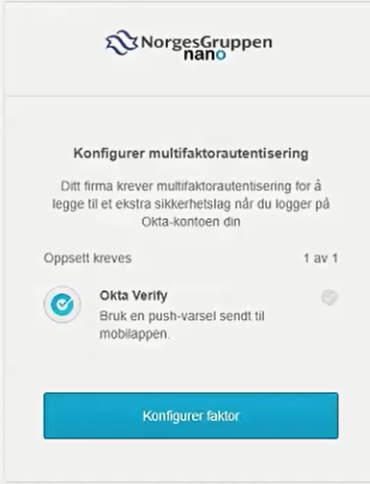 NorgesGruppen
nano
Konfigurer multifaktorautentisering
Ditt firma krever multifaktorautentisering for å
legge til et ekstra sikkerhetslag når du logger på
Okta-kontoen din
Oppsett kreves 1 av 1
Okta Verify
Bruk en push-varsel sendt til
mobilappen.
Konfigurer faktor